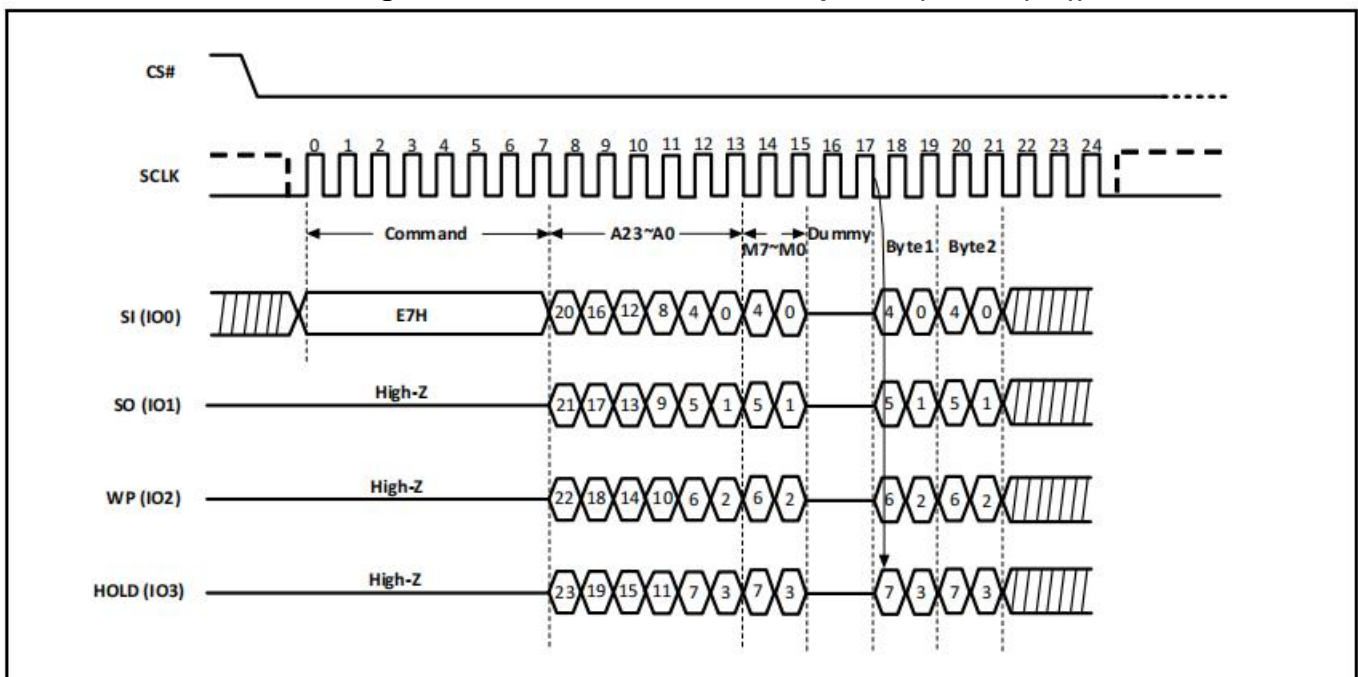 CS#
0 1 2 3 4 5 6 7 8 9 10 11 12 13 14 15 16 17 18 19 20 21 22 23 24
SCLK
Command A23~A0 M7~M0 Dummy Byte1 Byte2
SI (IO0) E7H 20 16 12 8 4 0 4 0 4 0 4 0
SO (IO1) High-Z 21 17 13 9 5 1 5 1 5 1 5 1
WP (IO2) High-Z 22 18 14 10 6 2 6 2 6 2 6 2
HOLD (IO3) High-Z 23 19 15 11 7 3 7 3 7 3 7 3